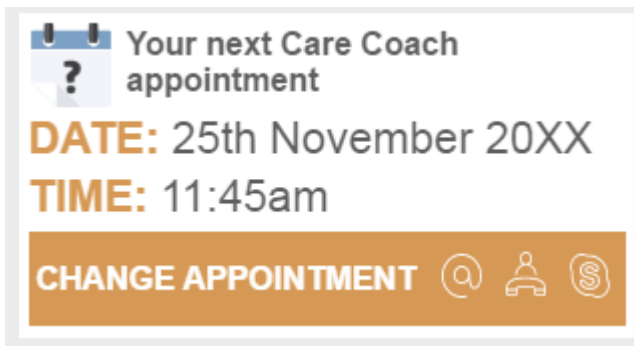 ?
Your next Care Coach
appointment
DATE: 25th November 20XX
TIME: 11:45am
CHANGE APPOINTMENT @ S